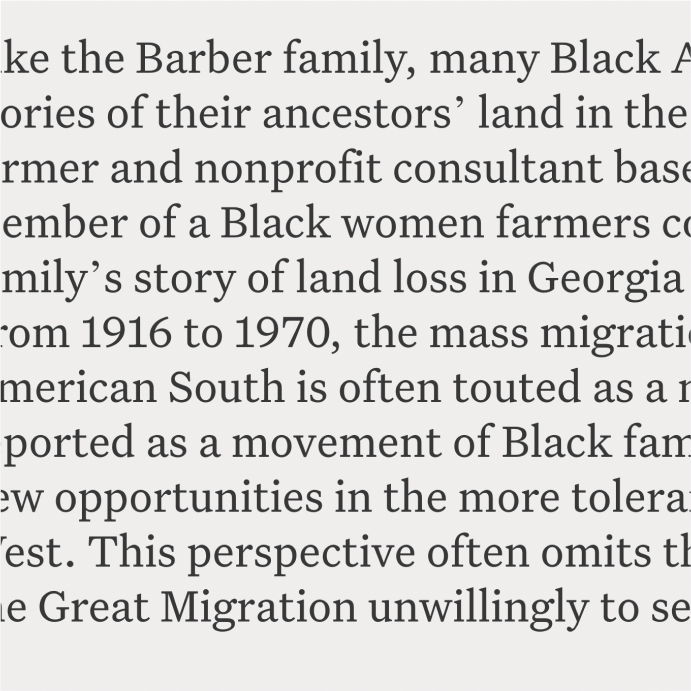 ke the Barber family, many Black A
ories of their ancestors’ land in the
rmer and nonprofit consultant base
ember of a Black women farmers co
mily’s story of land loss in Georgia
rom 1916 to 1970, the mass migratio
merican South is often touted as a
ported as a movement of Black fam
ew opportunities in the more tolera
est. This perspective often omits th
e Great Migration unwillingly to se